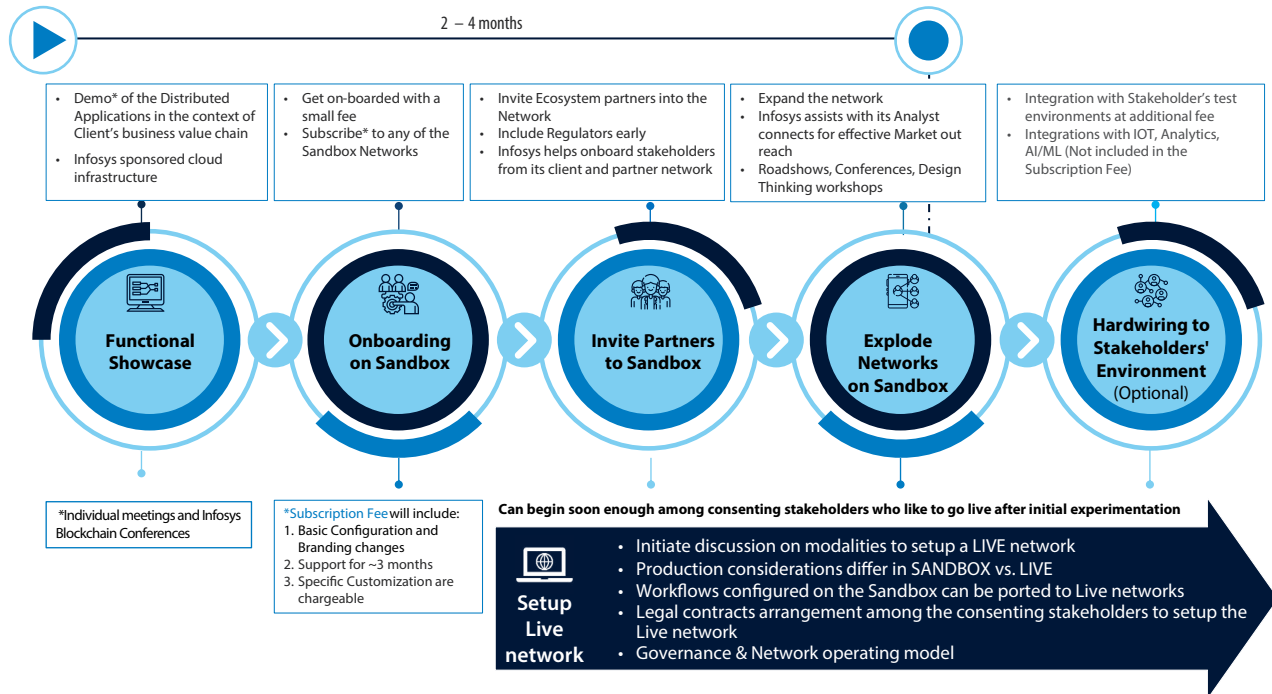 2 – 4 months
• Demo* of the Distributed
Applications in the context of
Client's business value chain
• Infosys sponsored cloud
infrastructure
• Get on-boarded with a
small fee
• Subscribe* to any of the
Sandbox Networks
• Invite Ecosystem partners into the
Network
• Include Regulators early
• Infosys helps onboard stakeholders
from its client and partner network
• Expand the network
• Infosys assists with its Analyst
connects for effective Market out
reach
• Roadshows, Conferences, Design
Thinking workshops
• Integration with Stakeholder's test
environments at additional fee
• Integrations with IOT, Analytics,
AI/ML (Not included in the
Subscription Fee)
Functional
Showcase
Onboarding
on Sandbox
Invite Partners
to Sandbox
Explode
Networks
on Sandbox
Hardwiring to
Stakeholders'
Environment
(Optional)
*Individual meetings and Infosys
Blockchain Conferences
*Subscription Fee will include:
1. Basic Configuration and
Branding changes
2. Support for ~3 months
3. Specific Customization are
chargeable
Can begin soon enough among consenting stakeholders who like to go live after initial experimentation
Setup
Live
network
• Initiate discussion on modalities to setup a LIVE network
• Production considerations differ in SANDBOX vs. LIVE
• Workflows configured on the Sandbox can be ported to Live networks
• Legal contracts arrangement among the consenting stakeholders to setup the
Live network
• Governance & Network operating model